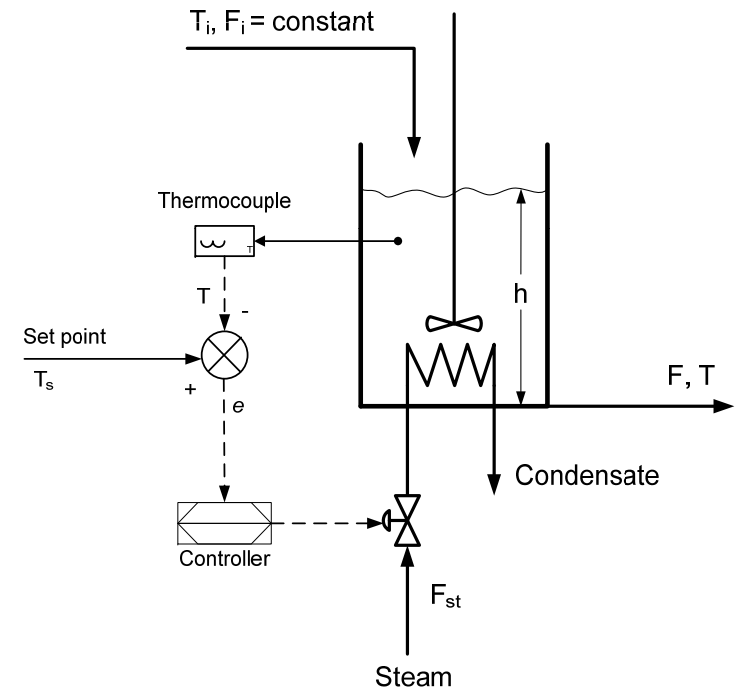 Tᵢ, Fᵢ = constant
Thermocouple
T
T
-
Set point
h
Tₛ
+
e
F, T
Condensate
Controller
Fₛₜ
Steam